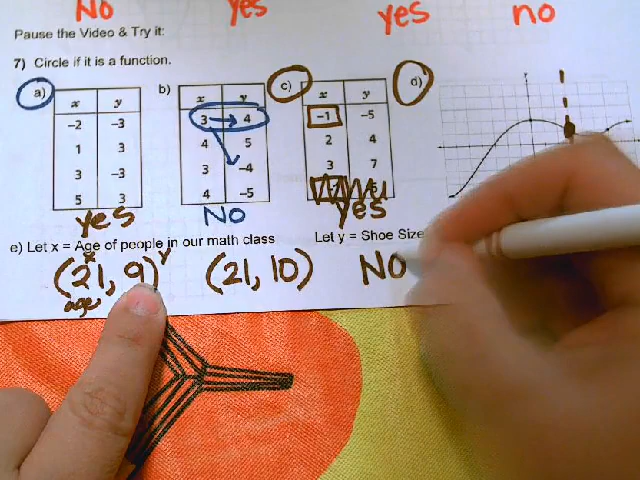 No yes yes no
Pause the Video & Try it:
7) Circle if it is a function.
a) b) c) d)
x y x y x y
-2 -3 3 4 -1 -5
1 3 4 5 2 4
3 -3 3 -4 3 7
5 3 4 -5
yes No yes
e) Let x = Age of people in our math class Let y = Shoe Size
x y
(21, 9) (21, 10) No
age